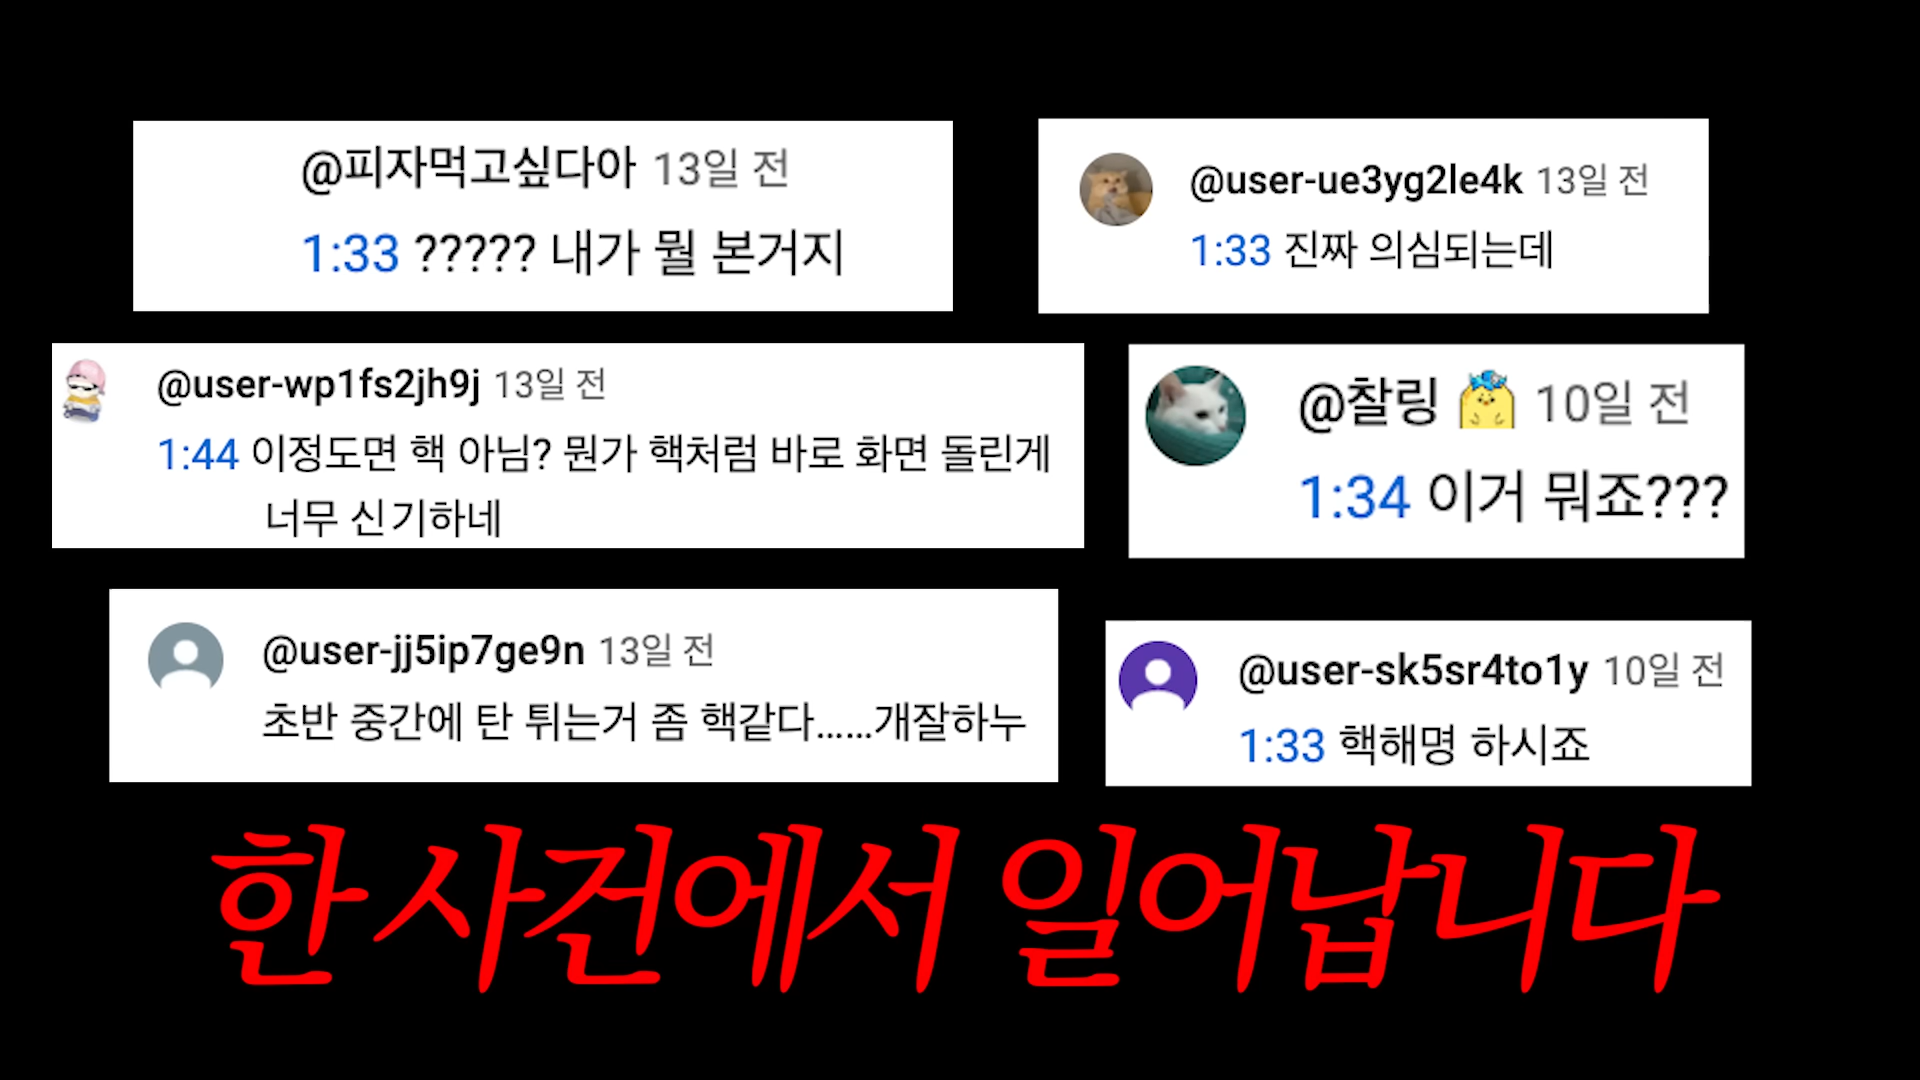 @피자먹고싶다아 13일 전
1:33 ????? 내가 뭘 본거지
@user-ue3yg2le4k 13일 전
1:33 진짜 의심되는데
@user-wp1fs2jh9j 13일 전
1:44 이정도면 핵 아님? 뭔가 핵처럼 바로 화면 돌린게
너무 신기하네
@찰링 10일 전
1:34 이거 뭐죠???
@user-jj5ip7ge9n 13일 전
초반 중간에 탄 튀는거 좀 핵같다......개잘하누
@user-sk5sr4to1y 10일 전
1:33 핵해명 하시죠
한 사건에서 일어납니다